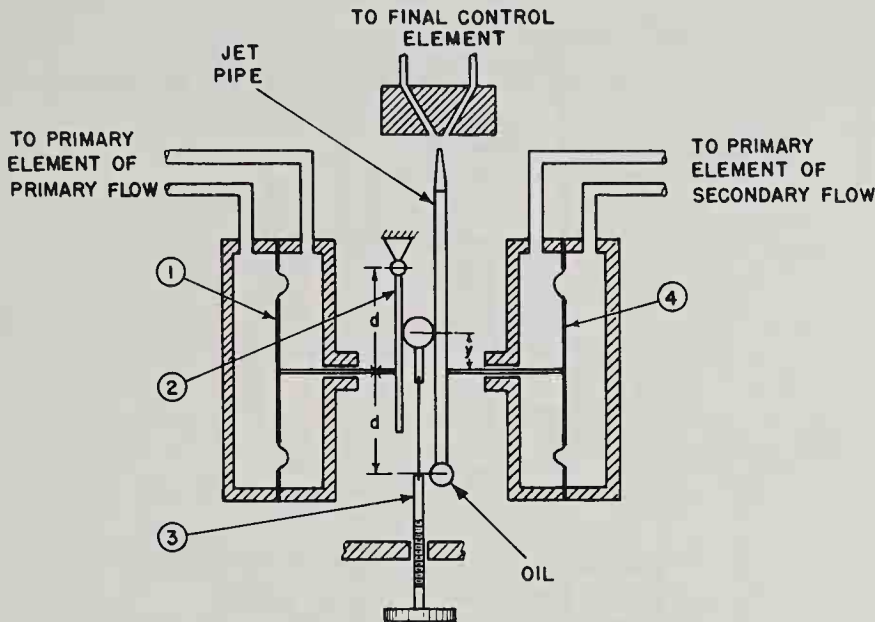 TO FINAL CONTROL
ELEMENT
JET
PIPE
TO PRIMARY
ELEMENT OF
PRIMARY FLOW
TO PRIMARY
ELEMENT OF
SECONDARY FLOW
1
2
d
y
4
d
3
OIL